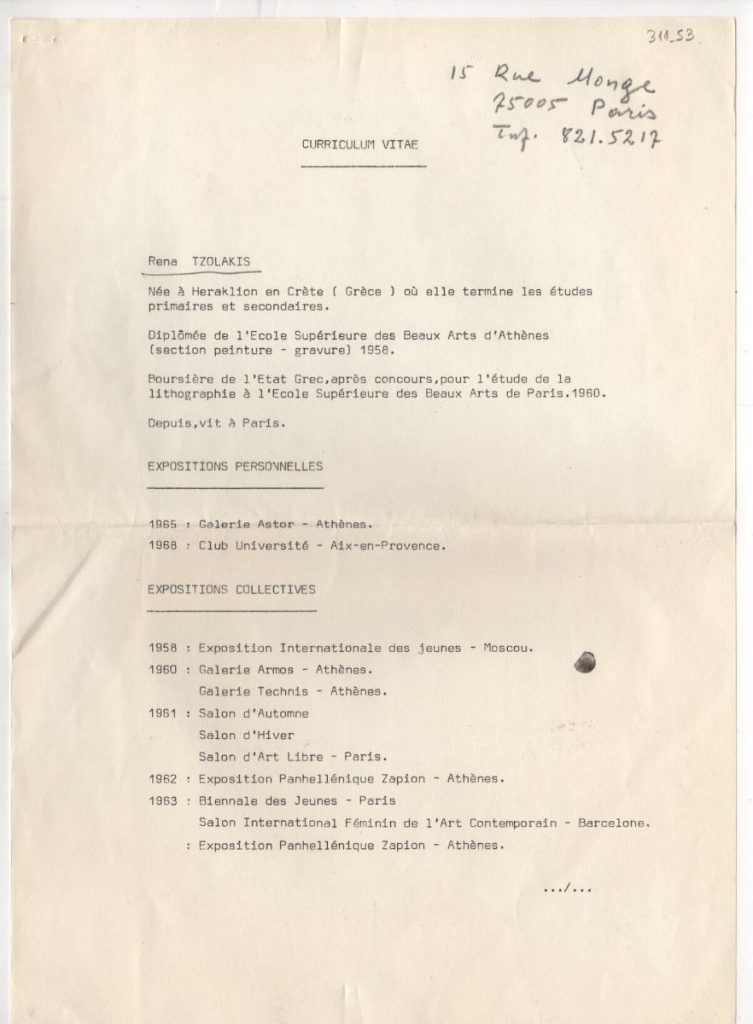 311_53
15 Rue Monge
75005 Paris
Τηλ. 821.5217
CURRICULUM VITAE
Rena TZOLAKIS
Née à Heraklion en Crète ( Grèce ) où elle termine les études
primaires et secondaires.
Diplômée de l'Ecole Supérieure des Beaux Arts d'Athènes
(section peinture - gravure) 1958.
Boursière de l'Etat Grec,après concours,pour l'étude de la
lithographie à l'Ecole Supérieure des Beaux Arts de Paris.1960.
Depuis,vit à Paris.
EXPOSITIONS PERSONNELLES
1965 : Galerie Astor - Athènes.
1968 : Club Université - Aix-en-Provence.
EXPOSITIONS COLLECTIVES
1958 : Exposition Internationale des jeunes - Moscou.
1960 : Galerie Armos - Athènes.
Galerie Technis - Athènes.
1961 : Salon d'Automne
Salon d'Hiver
Salon d'Art Libre - Paris.
1962 : Exposition Panhellénique Zapion - Athènes.
1963 : Biennale des Jeunes - Paris
Salon International Féminin de l'Art Contemporain - Barcelone.
: Exposition Panhellénique Zapion - Athènes.
.../...